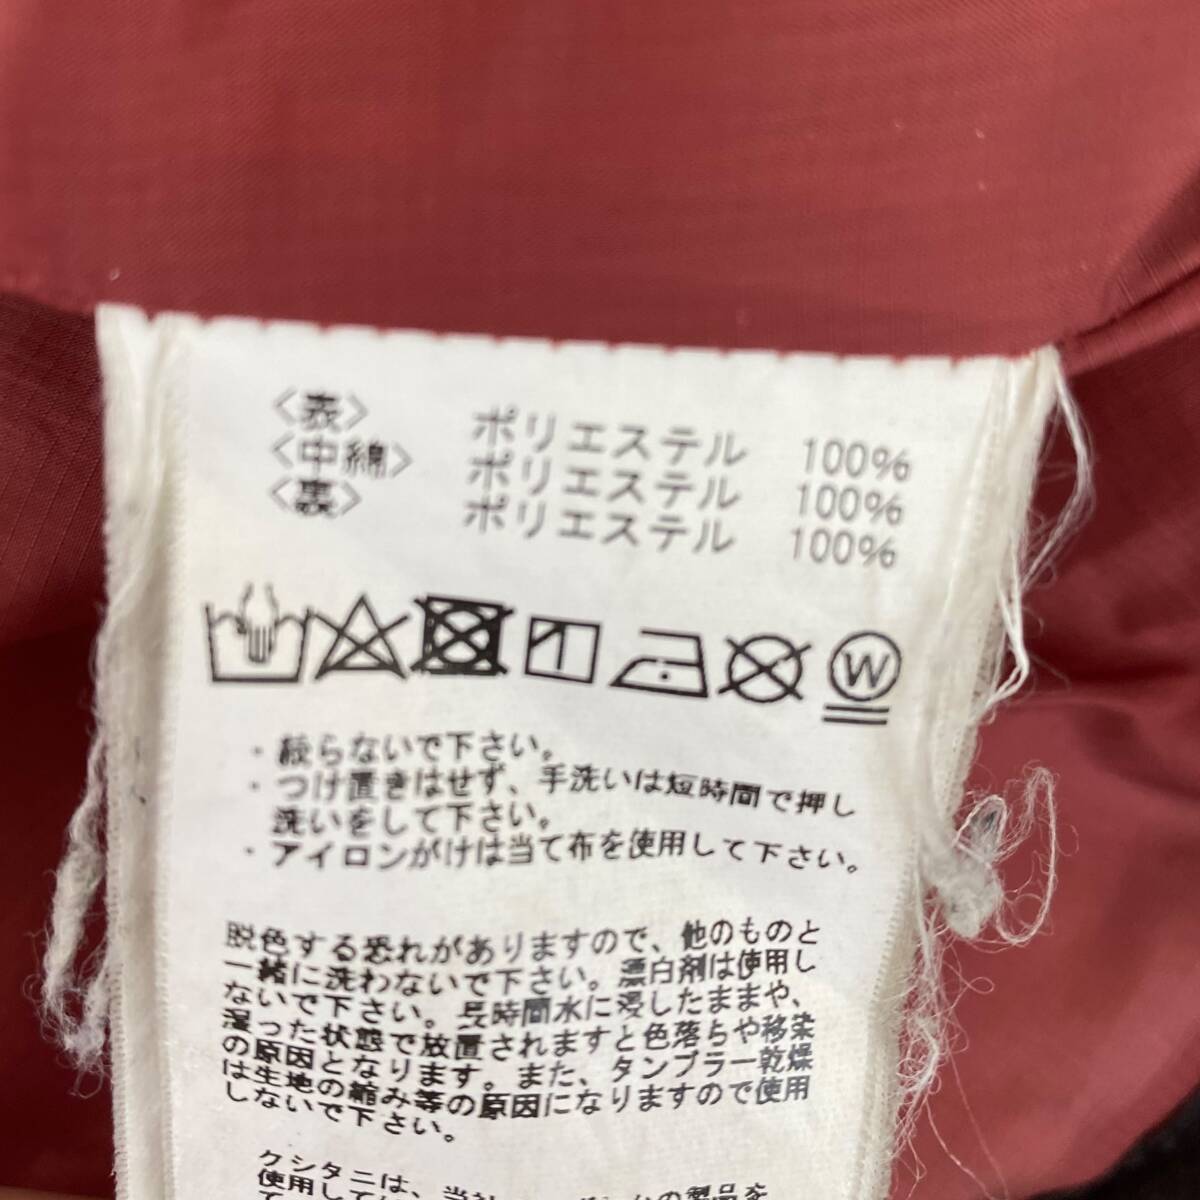 〈表〉 ポリエステル 100%
〈中綿〉 ポリエステル 100%
〈裏〉 ポリエステル 100%
W
・絞らないで下さい。
・つけ置きはせず、手洗いは短時間で押し
洗いをして下さい。
・アイロンがけは当て布を使用して下さい。
脱色する恐れがありますので、他のものと
一緒に洗わないで下さい。漂白剤は使用し
ないで下さい。長時間水に浸したままや、
湿った状態で放置されますと色落ちや移染
の原因となります。また、タンブラー乾燥
は生地の縮み等の原因になりますので使用
しないで下さい。
クシタニは、当社
の製品を
使用して